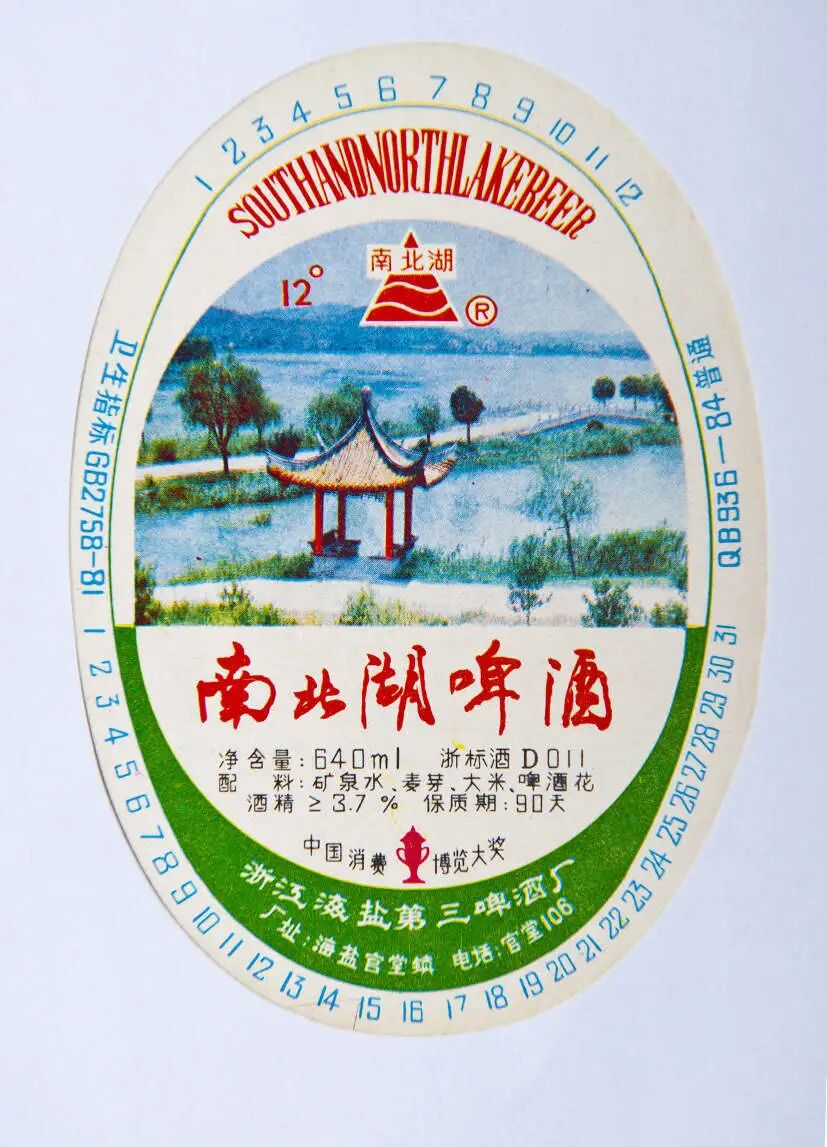 1 2 3 4 5 6 7 8 9 10 11 12
SOUTHANDNORTHLAKEBEER
南北湖
12°
®
卫生指标GB2758-81
QB936-84普通
南北湖啤酒
净含量:640ml 浙标酒D011
配 料:矿泉水、麦芽、大米、啤酒花
酒精≥3.7% 保质期:90天
中国消费 博览大奖
浙江海盐第三啤酒厂
厂址:海盐官堂镇 电话:官堂106
1 2 3 4 5 6 7 8 9 10 11 12 13 14 15 16 17 18 19 20 21 22 23 24 25 26 27 28 29 30 31